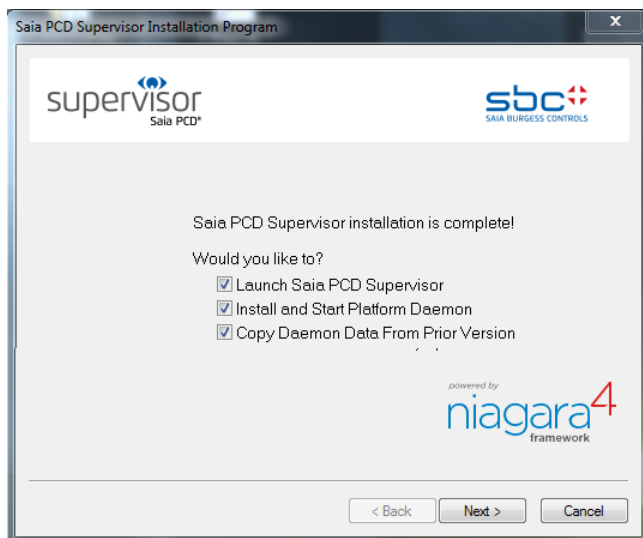 Saia PCD Supervisor Installation Program
x
supervisor
Saia PCD®
sbc
SAIA BURGESS CONTROLS
Saia PCD Supervisor installation is complete!
Would you like to?
Launch Saia PCD Supervisor
Install and Start Platform Daemon
Copy Daemon Data From Prior Version
powered by
niagara4
framework
< Back Next > Cancel